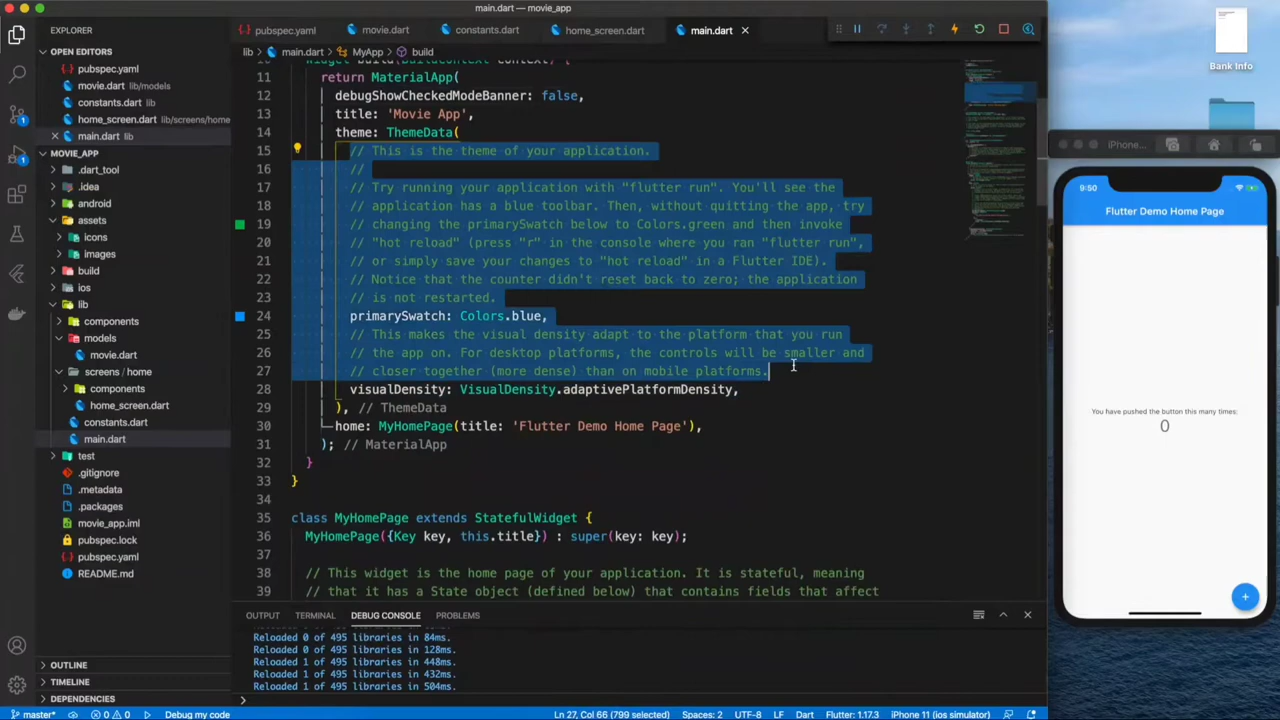 main.dart — movie_app
EXPLORER
OPEN EDITORS
pubspec.yaml
movie.dart lib/models
constants.dart lib
home_screen.dart lib/screens/home
main.dart lib
MOVIE_APP
.dart_tool
.idea
android
assets
icons
images
build
ios
lib
components
models
movie.dart
screens / home
components
home_screen.dart
constants.dart
main.dart
test
.gitignore
.metadata
.packages
movie_app.iml
pubspec.lock
pubspec.yaml
README.md
OUTLINE
TIMELINE
DEPENDENCIES
1
1
pubspec.yaml movie.dart constants.dart home_screen.dart main.dart
lib > main.dart > MyApp > build
10 Widget build(BuildContext context) {
11 return MaterialApp(
12 debugShowCheckedModeBanner: false,
13 title: 'Movie App',
14 theme: ThemeData(
15 // This is the theme of your application.
16 //
17 // Try running your application with "flutter run". You'll see the
18 // application has a blue toolbar. Then, without quitting the app, try
19 // changing the primarySwatch below to Colors.green and then invoke
20 // "hot reload" (press "r" in the console where you ran "flutter run",
21 // or simply save your changes to "hot reload" in a Flutter IDE).
22 // Notice that the counter didn't reset back to zero; the application
23 // is not restarted.
24 primarySwatch: Colors.blue,
25 // This makes the visual density adapt to the platform that you run
26 // the app on. For desktop platforms, the controls will be smaller and
27 // closer together (more dense) than on mobile platforms.
28 visualDensity: VisualDensity.adaptivePlatformDensity,
29 ), // ThemeData
30 home: MyHomePage(title: 'Flutter Demo Home Page'),
31 ); // MaterialApp
32 }
33 }
34
35 class MyHomePage extends StatefulWidget {
36 MyHomePage({Key key, this.title}) : super(key: key);
37
38 // This widget is the home page of your application. It is stateful, meaning
39 // that it has a State object (defined below) that contains fields that affect
OUTPUT TERMINAL DEBUG CONSOLE PROBLEMS
Reloaded 0 of 495 libraries in 84ms.
Reloaded 0 of 495 libraries in 128ms.
Reloaded 1 of 495 libraries in 448ms.
Reloaded 1 of 495 libraries in 432ms.
Reloaded 1 of 495 libraries in 504ms.
master* 0 0 Debug my code Ln 27, Col 66 (799 selected) Spaces: 2 UTF-8 LF Dart Flutter: 1.17.3 iPhone 11 (ios simulator)
Bank Info
iPhone...
9:50
Flutter Demo Home Page
You have pushed the button this many times:
0
+